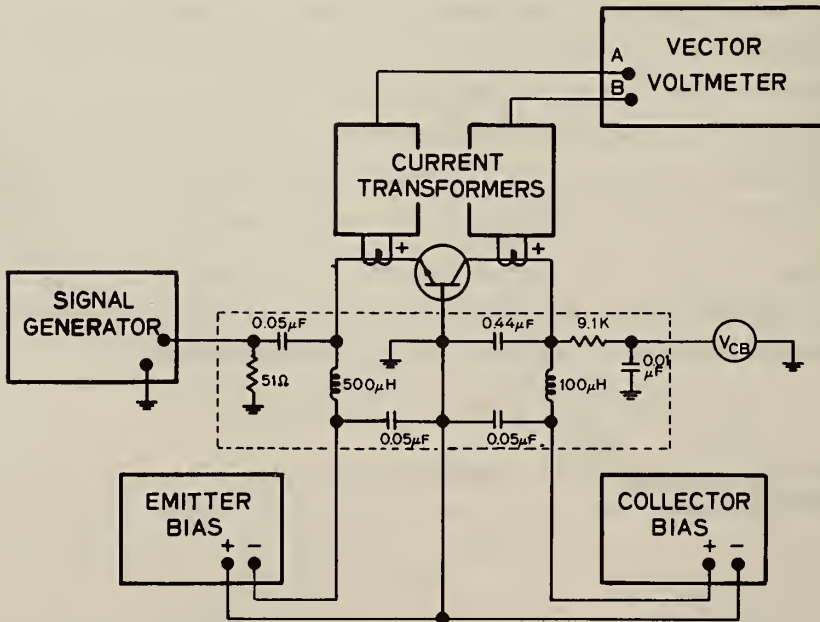 VECTOR
VOLTMETER
A
B
CURRENT
TRANSFORMERS
+
+
SIGNAL
GENERATOR
0.05µF
0.44µF
9.1K
V_CB
51Ω
500µH
100µH
0.01
µF
0.05µF
0.05µF
EMITTER
BIAS
+ −
COLLECTOR
BIAS
+ −